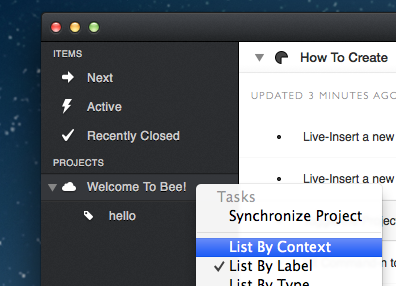 ITEMS
Next
Active
Recently Closed
PROJECTS
Welcome To Bee!
hello
How To Create
UPDATED 3 MINUTES AGO
Live-Insert a new
Live-Insert a new
Tasks
Synchronize Project
List By Context
List By Label
List By Type